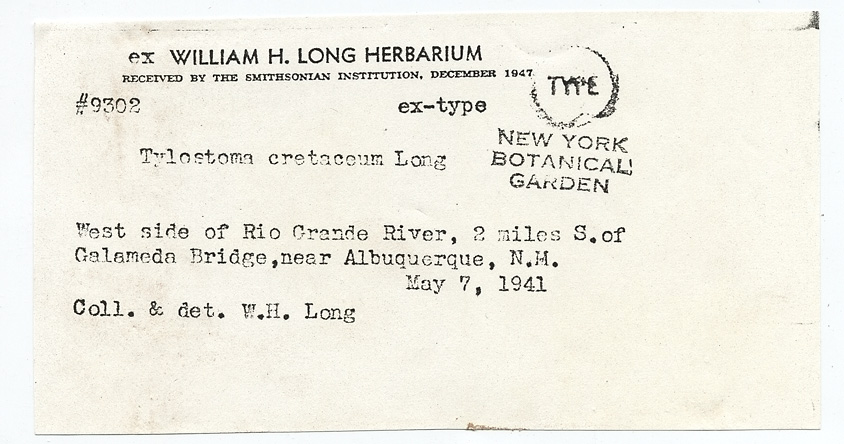 ex WILLIAM H. LONG HERBARIUM
RECEIVED BY THE SMITHSONIAN INSTITUTION, DECEMBER 1947
TYPE
#9302 ex-type
NEW YORK
BOTANICAL
GARDEN
Tylostoma cretaceum Long
West side of Rio Grande River, 2 miles S.of
Galameda Bridge,near Albuquerque, N.M.
May 7, 1941
Coll. & det. W.H. Long